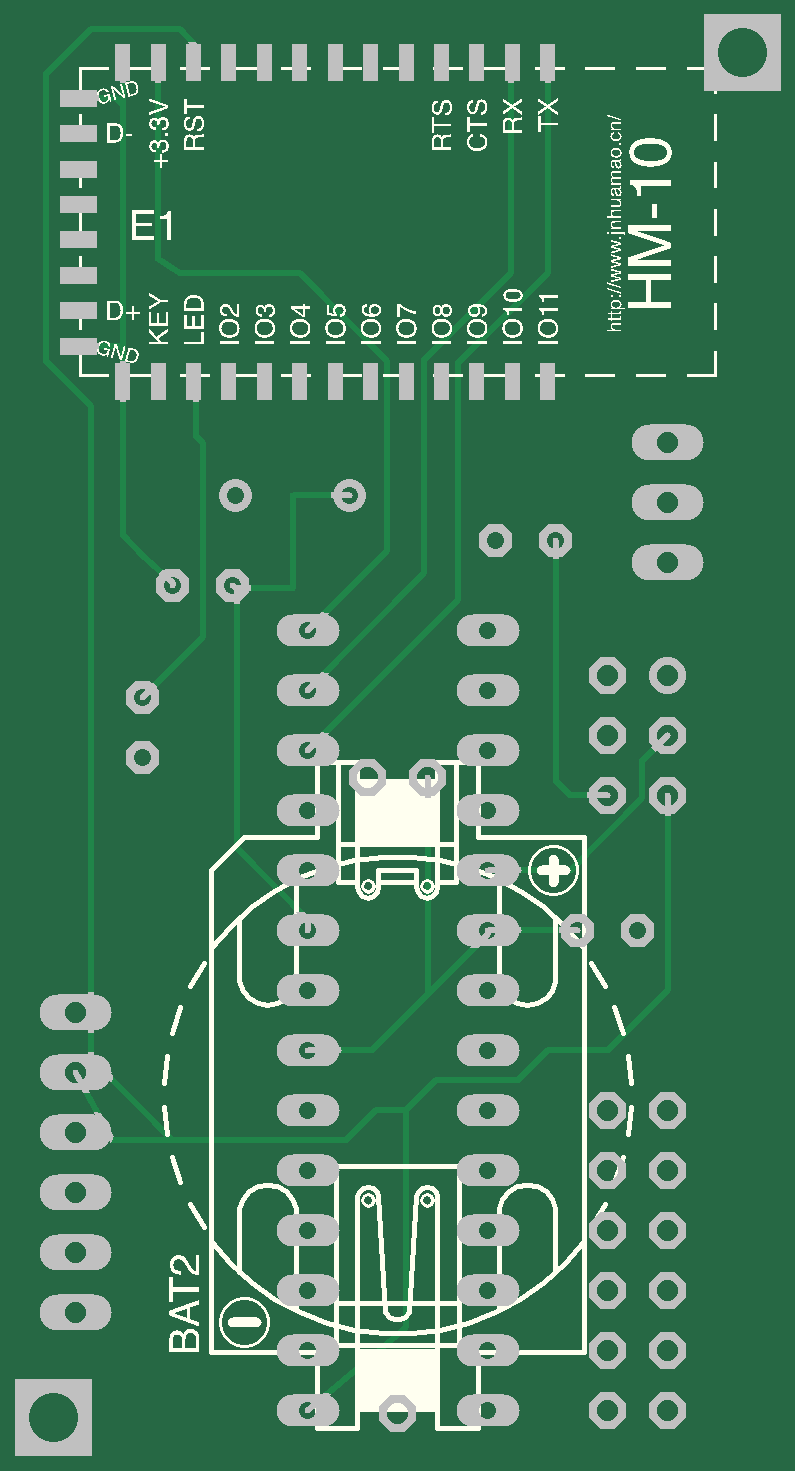 GND
D-
+3.3V
RST
RTS
CTS
RX
TX
E1
D+
GND
KEY
LED
IO2
IO3
IO4
IO5
IO6
IO7
IO8
IO9
IO10
IO11
http://www.jnhuamao.cn/
HM-10
+
-
BAT2